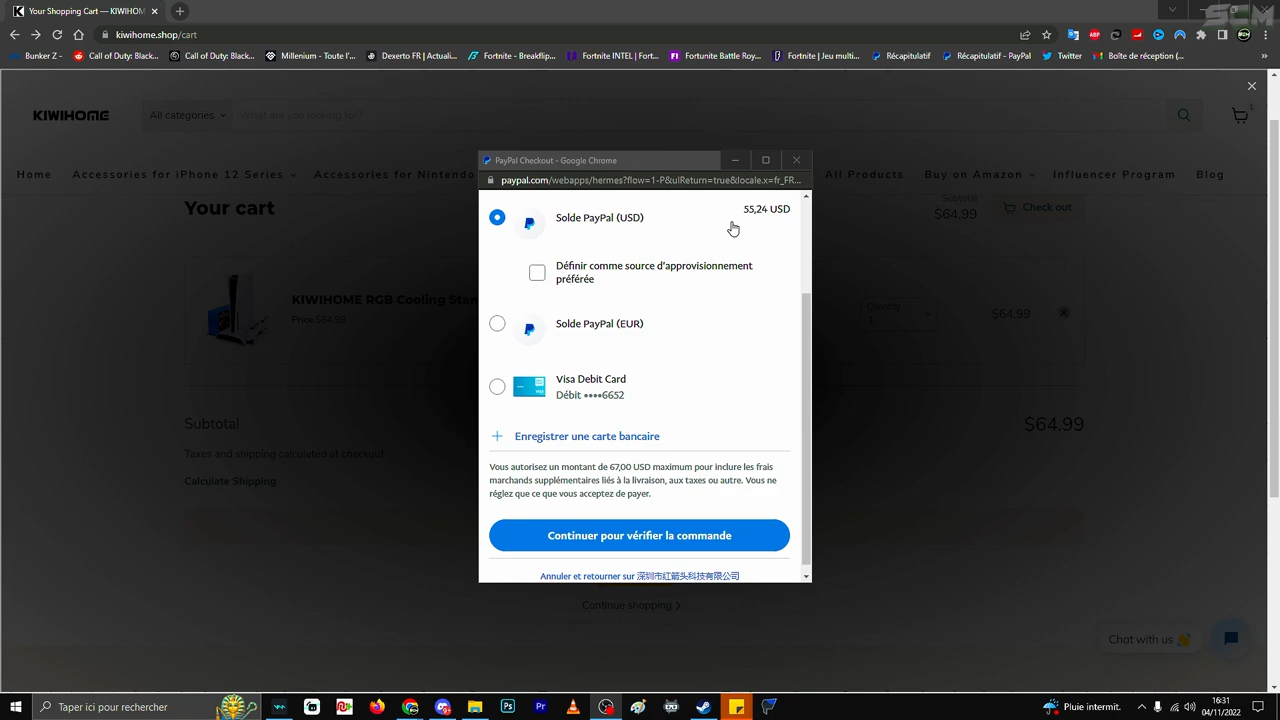 Your Shopping Cart – KIWIHOM
kiwihome.shop/cart
Bunker Z
Call of Duty: Black...
Call of Duty: Black...
Millenium - Toute l'...
Dexerto FR | Actuali...
Fortnite - Breakflip...
Fortnite INTEL | Fort...
Fortnite Battle Roy...
Fortnite | Jeu multi...
Récapitulatif
Récapitulatif - PayPal
Twitter
Boîte de réception (...
KIWIHOME
All categories
What are you looking for?
1
Home
Accessories for iPhone 12 Series
Accessories for Nintendo
All Products
Buy on Amazon
Influencer Program
Blog
Your cart
Subtotal
$64.99
Check out
KIWIHOME RGB Cooling Stan
Price $64.99
Quantity
1
$64.99
Subtotal
$64.99
Taxes and shipping calculated at checkout
Calculate Shipping
Continue shopping
Chat with us
PayPal Checkout - Google Chrome
paypal.com/webapps/hermes?flow=1-P&ulReturn=true&locale.x=fr_FR...
Solde PayPal (USD)
55,24 USD
Définir comme source d'approvisionnement
préférée
Solde PayPal (EUR)
Visa Debit Card
Débit ••••6652
Enregistrer une carte bancaire
Vous autorisez un montant de 67,00 USD maximum pour inclure les frais
marchands supplémentaires liés à la livraison, aux taxes ou autre. Vous ne
réglez que ce que vous acceptez de payer.
Continuer pour vérifier la commande
Annuler et retourner sur 深圳市红箭头科技有限公司
Taper ici pour rechercher
Pluie intermit.
16:31
04/11/2022